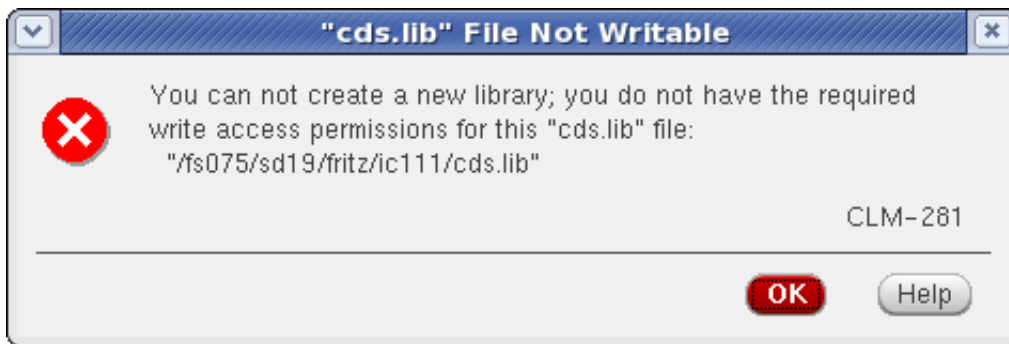 "cds.lib" File Not Writable
You can not create a new library; you do not have the required
write access permissions for this "cds.lib" file:
"/fs075/sd19/fritz/ic111/cds.lib"
CLM-281
OK
Help